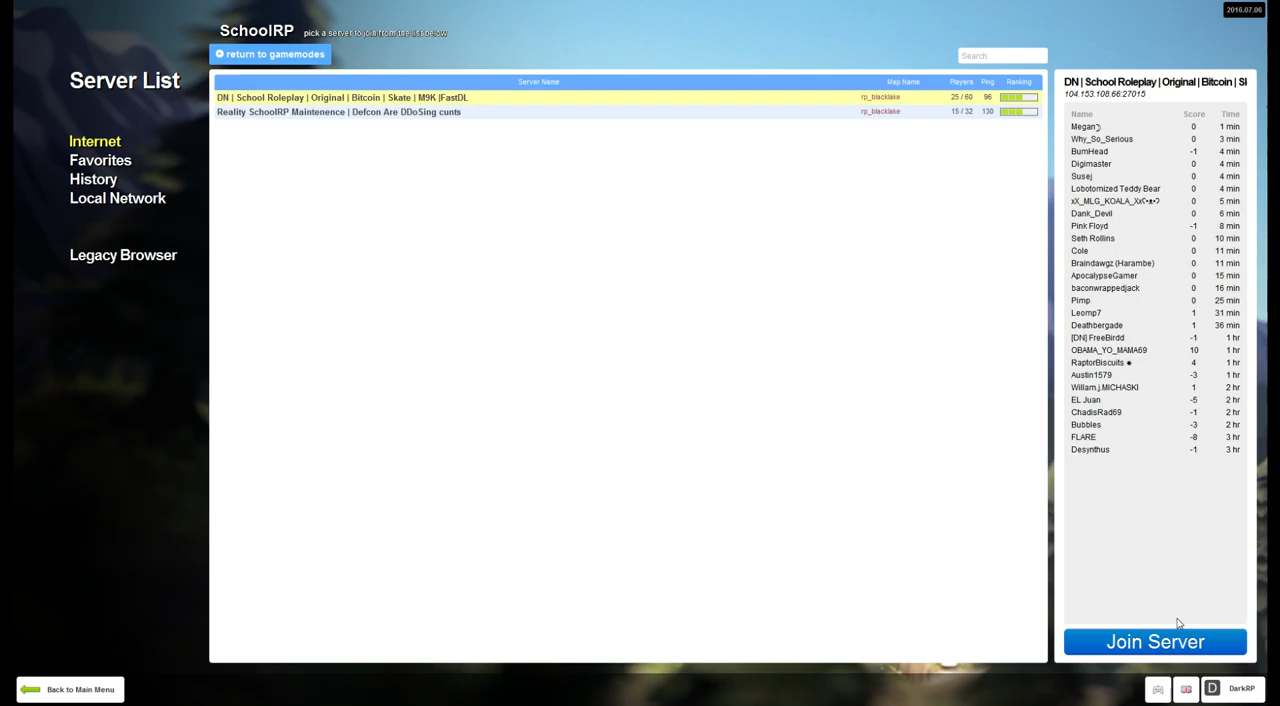 2016.07.06
SchoolRP pick a server to join from the list below
return to gamemodes
Search
Server List
Internet
Favorites
History
Local Network
Legacy Browser
Server Name Map Name Players Ping Ranking
DN | School Roleplay | Original | Bitcoin | Skate | M9K |FastDL rp_blacklake 25 / 60 96
Reality SchoolRP Maintenence | Defcon Are DDoSing cunts rp_blacklake 15 / 32 130
DN | School Roleplay | Original | Bitcoin | Sk
104.153.108.66:27015
Name Score Time
Megan 0 1 min
Why_So_Serious 0 3 min
BumHead -1 4 min
Digimaster 0 4 min
Susej 0 4 min
Lobotomized Teddy Bear 0 4 min
xX_MLG_KOALA_Xxʕ•ᴥ•ʔ 0 5 min
Dank_Devil 0 6 min
Pink Floyd -1 8 min
Seth Rollins 0 10 min
Cole 0 11 min
Braindawgz (Harambe) 0 11 min
ApocalypseGamer 0 15 min
baconwrappedjack 0 16 min
Pimp 0 25 min
Leomp7 1 31 min
Deathbergade 1 36 min
[DN] FreeBirdd -1 1 hr
OBAMA_YO_MAMA69 10 1 hr
RaptorBiscuits ✷ 4 1 hr
Austin1579 -3 1 hr
Willam.j.MICHASKI 1 2 hr
EL Juan -5 2 hr
ChadisRad69 -1 2 hr
Bubbles -3 2 hr
FLARE -8 3 hr
Desynthus -1 3 hr
Join Server
Back to Main Menu
D DarkRP